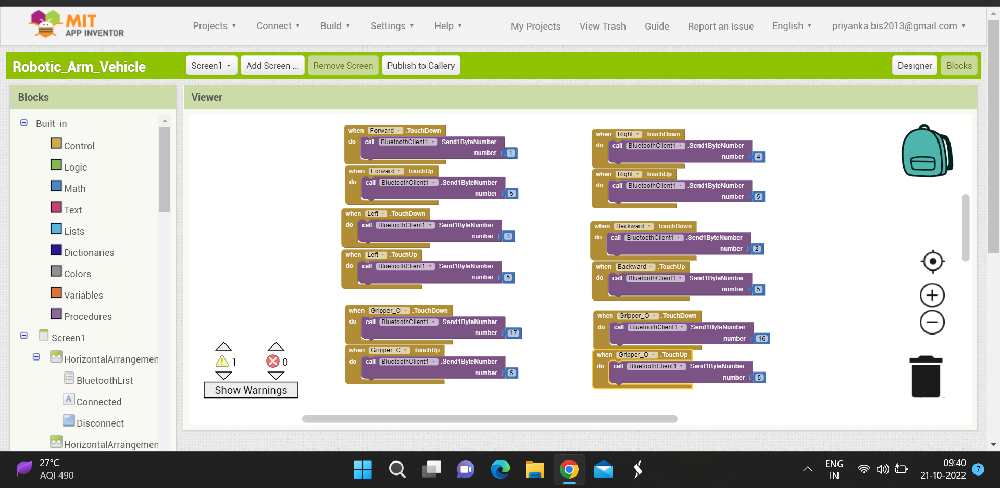 MIT
APP INVENTOR
Projects
Connect
Build
Settings
Help
My Projects
View Trash
Guide
Report an Issue
English
priyanka.bis2013@gmail.com
Robotic_Arm_Vehicle
Screen1
Add Screen ...
Remove Screen
Publish to Gallery
Designer
Blocks
Blocks
Built-in
Control
Logic
Math
Text
Lists
Dictionaries
Colors
Variables
Procedures
Screen1
HorizontalArrangemen
BluetoothList
A Connected
Disconnect
HorizontalArrangemen
Viewer
when Forward .TouchDown
do call BluetoothClient1 .Send1ByteNumber
number 1
when Forward .TouchUp
do call BluetoothClient1 .Send1ByteNumber
number 5
when Left .TouchDown
do call BluetoothClient1 .Send1ByteNumber
number 3
when Left .TouchUp
do call BluetoothClient1 .Send1ByteNumber
number 5
when Gripper_C .TouchDown
do call BluetoothClient1 .Send1ByteNumber
number 17
when Gripper_C .TouchUp
do call BluetoothClient1 .Send1ByteNumber
number 5
when Right .TouchDown
do call BluetoothClient1 .Send1ByteNumber
number 4
when Right .TouchUp
do call BluetoothClient1 .Send1ByteNumber
number 5
when Backward .TouchDown
do call BluetoothClient1 .Send1ByteNumber
number 2
when Backward .TouchUp
do call BluetoothClient1 .Send1ByteNumber
number 5
when Gripper_O .TouchDown
do call BluetoothClient1 .Send1ByteNumber
number 16
when Gripper_O .TouchUp
do call BluetoothClient1 .Send1ByteNumber
number 5
1
0
Show Warnings
27°C
AQI 490
ENG
IN
09:40
21-10-2022
7